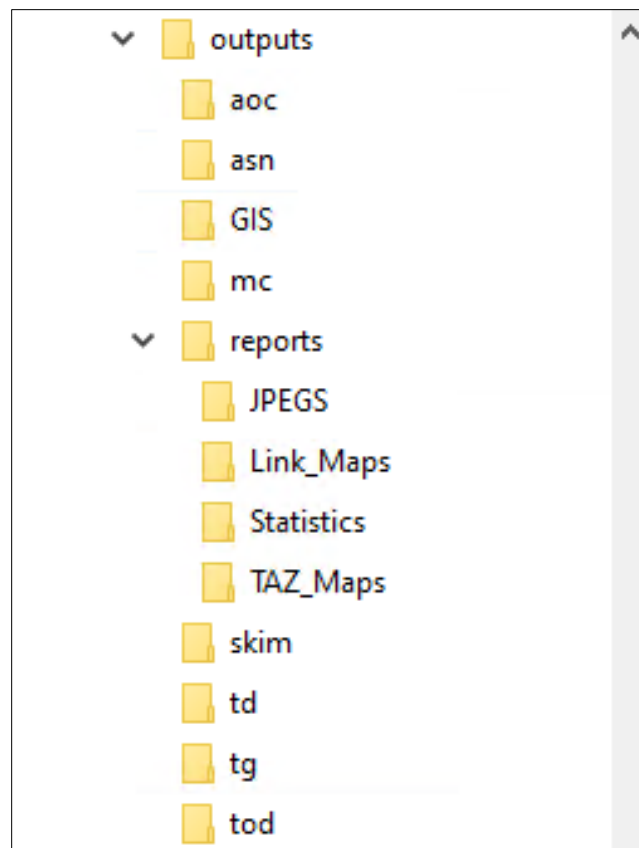 outputs
aoc
asn
GIS
mc
reports
JPEGS
Link_Maps
Statistics
TAZ_Maps
skim
td
tg
tod